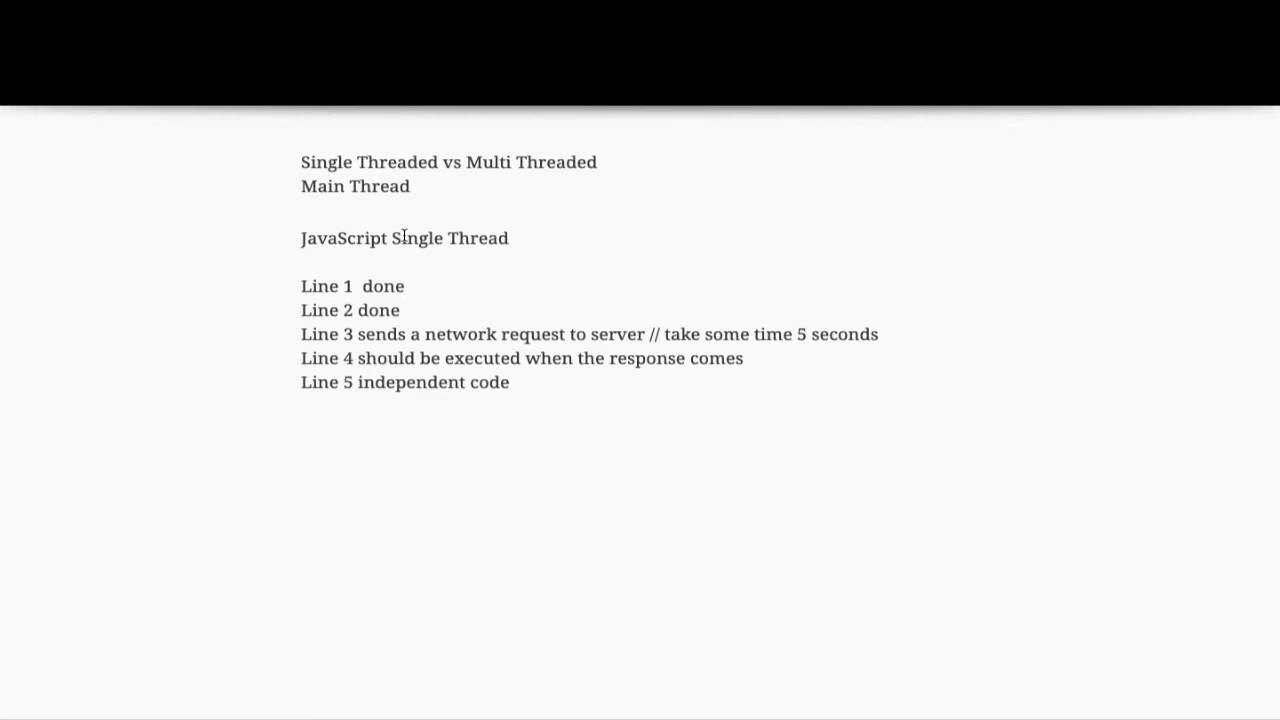 Single Threaded vs Multi Threaded
Main Thread
JavaScript Single Thread
Line 1  done
Line 2 done
Line 3 sends a network request to server // take some time 5 seconds
Line 4 should be executed when the response comes
Line 5 independent code